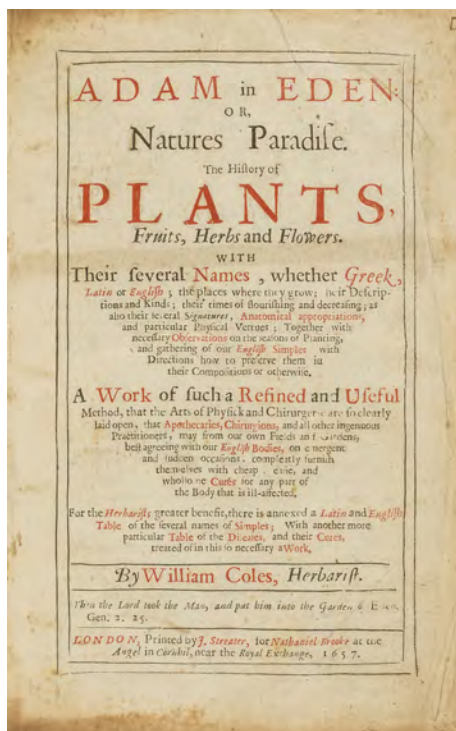 ADAM in EDEN:
OR,
Natures Paradiſe.
The Hiſtory of
PLANTS,
Fruits, Herbs and Flowers.
WITH
Their ſeveral Names, whether Greek,
Latin or Engliſh; the places where they grow; their Deſcrip-
tions and Kinds; their times of flouriſhing and decreaſing; as
alſo their ſeveral Signatures, Anatomical appropriations,
and particular Phyſical Vertues; Together with
neceſſary Obſervations on the ſeaſons of Planting,
and gathering of our Engliſh Simples with
Directions how to preſerve them in
their Compoſitions or otherwiſe.
A Work of ſuch a Refined and Uſeful
Method, that the Arts of Phyſick and Chirurgerie are ſo clearly
laid open, that Apothecaries, Chirurgions, and all other ingenuous
Practitioners, may from our own Fields and Gardens,
beſt agreeing with our Engliſh Bodies, on emergent
and ſudden occaſions, compleatly furniſh
themſelves with cheap, and
wholſome Cures for any part of
the Body that is ill-affected.
For the Herbariſts greater benefit, there is annexed a Latin and Engliſh
Table of the ſeveral names of Simples; With another more
particular Table of the Diſeaſes, and their Cures,
treated of in this ſo neceſſary a Work.
By William Coles, Herbariſt.
the Lord took the Man, and put him into the Garden of Eden.
Gen. 2. 25.
LONDON, Printed by J. Streater, for Nathaniel Brooke at the
Angel in Cornhil, near the Royal Exchange, 1657.